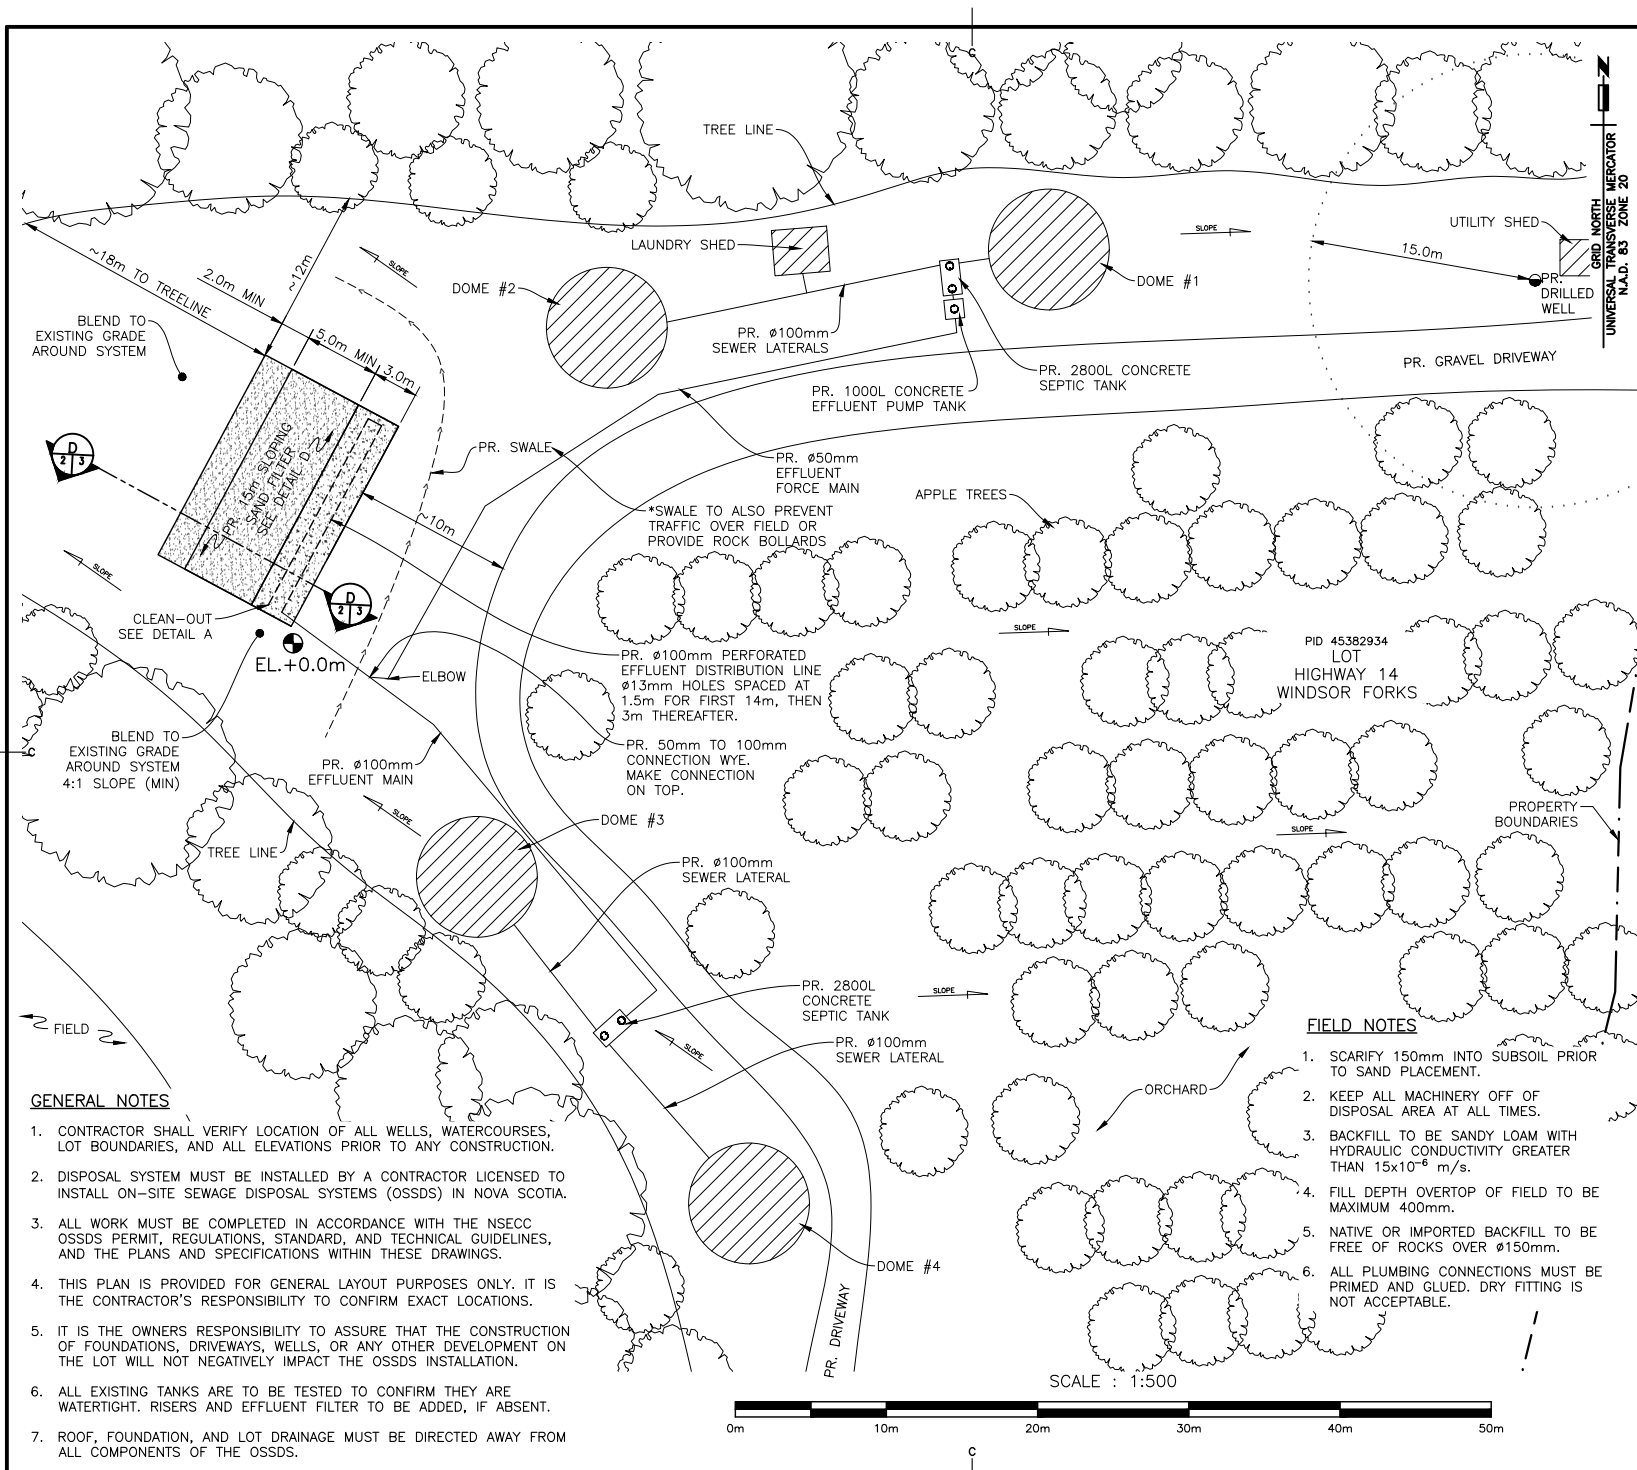 C
TREE LINE
GRID NORTH
UNIVERSAL TRANSVERSE MERCATOR
N.A.D. 83 ZONE 20
N
SLOPE
UTILITY SHED
15.0m
PR.
DRILLED
WELL
LAUNDRY SHED
DOME #1
DOME #2
~18m TO TREELINE
2.0m MIN
~12m
SLOPE
5.0m MIN
3.0m
BLEND TO
EXISTING GRADE
AROUND SYSTEM
PR. ø100mm
SEWER LATERALS
PR. GRAVEL DRIVEWAY
PR. 2800L CONCRETE
SEPTIC TANK
PR. 1000L CONCRETE
EFFLUENT PUMP TANK
D
2 3
PR. 15m SLOPING
SAND FILTER
SEE DETAIL D
PR. SWALE
PR. ø50mm
EFFLUENT
FORCE MAIN
APPLE TREES
*SWALE TO ALSO PREVENT
TRAFFIC OVER FIELD OR
PROVIDE ROCK BOLLARDS
~10m
SLOPE
D
2 3
CLEAN-OUT
SEE DETAIL A
EL.+0.0m
ELBOW
SLOPE
PR. ø100mm PERFORATED
EFFLUENT DISTRIBUTION LINE
ø13mm HOLES SPACED AT
1.5m FOR FIRST 14m, THEN
3m THEREAFTER.
PID 45382934
LOT
HIGHWAY 14
WINDSOR FORKS
C
BLEND TO
EXISTING GRADE
AROUND SYSTEM
4:1 SLOPE (MIN)
PR. ø100mm
EFFLUENT MAIN
PR. 50mm TO 100mm
CONNECTION WYE.
MAKE CONNECTION
ON TOP.
SLOPE
DOME #3
TREE LINE
PROPERTY
BOUNDARIES
SLOPE
PR. ø100mm
SEWER LATERAL
PR. 2800L
CONCRETE
SEPTIC TANK
SLOPE
FIELD
SLOPE
PR. ø100mm
SEWER LATERAL
ORCHARD
DOME #4
PR. DRIVEWAY
GENERAL NOTES
1. CONTRACTOR SHALL VERIFY LOCATION OF ALL WELLS, WATERCOURSES,
LOT BOUNDARIES, AND ALL ELEVATIONS PRIOR TO ANY CONSTRUCTION.
2. DISPOSAL SYSTEM MUST BE INSTALLED BY A CONTRACTOR LICENSED TO
INSTALL ON-SITE SEWAGE DISPOSAL SYSTEMS (OSSDS) IN NOVA SCOTIA.
3. ALL WORK MUST BE COMPLETED IN ACCORDANCE WITH THE NSECC
OSSDS PERMIT, REGULATIONS, STANDARD, AND TECHNICAL GUIDELINES,
AND THE PLANS AND SPECIFICATIONS WITHIN THESE DRAWINGS.
4. THIS PLAN IS PROVIDED FOR GENERAL LAYOUT PURPOSES ONLY. IT IS
THE CONTRACTOR'S RESPONSIBILITY TO CONFIRM EXACT LOCATIONS.
5. IT IS THE OWNERS RESPONSIBILITY TO ASSURE THAT THE CONSTRUCTION
OF FOUNDATIONS, DRIVEWAYS, WELLS, OR ANY OTHER DEVELOPMENT ON
THE LOT WILL NOT NEGATIVELY IMPACT THE OSSDS INSTALLATION.
6. ALL EXISTING TANKS ARE TO BE TESTED TO CONFIRM THEY ARE
WATERTIGHT. RISERS AND EFFLUENT FILTER TO BE ADDED, IF ABSENT.
7. ROOF, FOUNDATION, AND LOT DRAINAGE MUST BE DIRECTED AWAY FROM
ALL COMPONENTS OF THE OSSDS.
FIELD NOTES
1. SCARIFY 150mm INTO SUBSOIL PRIOR
TO SAND PLACEMENT.
2. KEEP ALL MACHINERY OFF OF
DISPOSAL AREA AT ALL TIMES.
3. BACKFILL TO BE SANDY LOAM WITH
HYDRAULIC CONDUCTIVITY GREATER
THAN 15x10⁻⁶ m/s.
4. FILL DEPTH OVERTOP OF FIELD TO BE
MAXIMUM 400mm.
5. NATIVE OR IMPORTED BACKFILL TO BE
FREE OF ROCKS OVER ø150mm.
6. ALL PLUMBING CONNECTIONS MUST BE
PRIMED AND GLUED. DRY FITTING IS
NOT ACCEPTABLE.
SCALE : 1:500
0m 10m 20m 30m 40m 50m
C